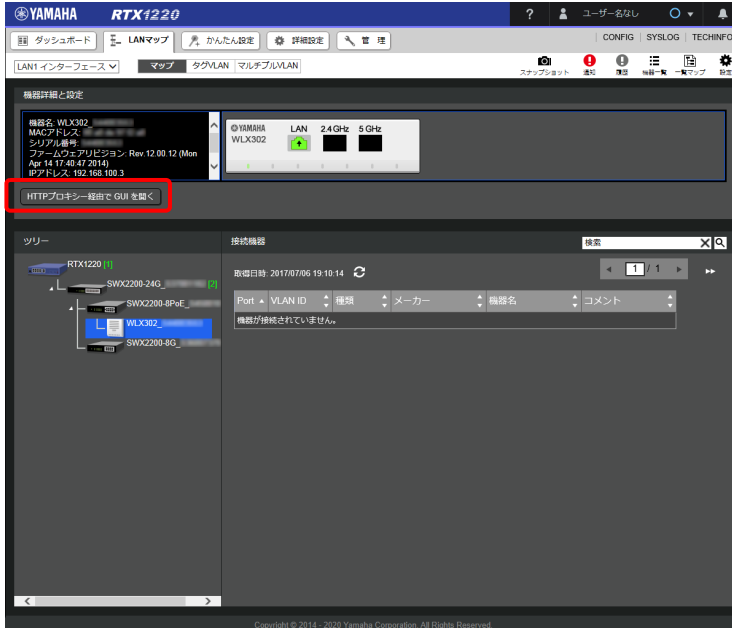 YAMAHA RTX1220 ? ユーザー名なし
ダッシュボード LANマップ かんたん設定 詳細設定 管 理 CONFIG SYSLOG TECHINFO
LAN1 インターフェース マップ タグVLAN マルチプルVLAN スナップショット 通知 履歴 機器一覧 一覧マップ 設定
機器詳細と設定
機器名: WLX302_
MACアドレス:
シリアル番号:
ファームウェアリビジョン: Rev.12.00.12 (Mon
Apr 14 17:40:47 2014)
IPアドレス: 192.168.100.3
YAMAHA LAN 2.4 GHz 5 GHz
WLX302
HTTPプロキシー経由で GUI を開く
ツリー
RTX1220 [1]
SWX2200-24G_ [2]
SWX2200-8PoE_
WLX302_
SWX2200-8G_
接続機器 検索
取得日時: 2017/07/06 19:10:14 1 / 1
Port VLAN ID 種類 メーカー 機器名 コメント
機器が接続されていません。
Copyright © 2014 - 2020 Yamaha Corporation. All Rights Reserved.